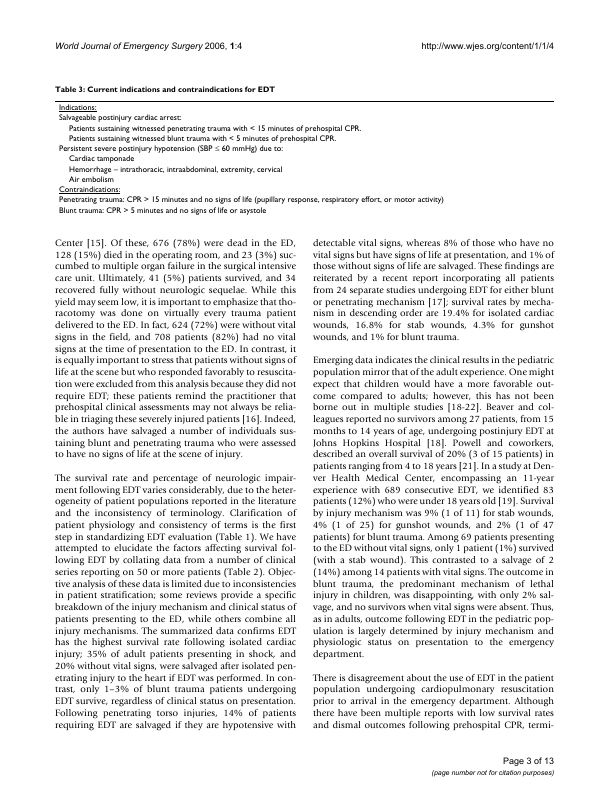 World Journal of Emergency Surgery 2006, 1:4
http://www.wjes.org/content/1/1/4
Table 3: Current indications and contraindications for EDT
Indications:
Salvageable postinjury cardiac arrest:
Patients sustaining witnessed penetrating trauma with < 15 minutes of prehospital CPR.
Patients sustaining witnessed blunt trauma with < 5 minutes of prehospital CPR.
Persistent severe postinjury hypotension (SBP ≤ 60 mmHg) due to:
Cardiac tamponade
Hemorrhage – intrathoracic, intraabdominal, extremity, cervical
Air embolism
Contraindications:
Penetrating trauma: CPR > 15 minutes and no signs of life (pupillary response, respiratory effort, or motor activity)
Blunt trauma: CPR > 5 minutes and no signs of life or asystole
Center [15]. Of these, 676 (78%) were dead in the ED,
128 (15%) died in the operating room, and 23 (3%) suc-
cumbed to multiple organ failure in the surgical intensive
care unit. Ultimately, 41 (5%) patients survived, and 34
recovered fully without neurologic sequelae. While this
yield may seem low, it is important to emphasize that tho-
racotomy was done on virtually every trauma patient
delivered to the ED. In fact, 624 (72%) were without vital
signs in the field, and 708 patients (82%) had no vital
signs at the time of presentation to the ED. In contrast, it
is equally important to stress that patients without signs of
life at the scene but who responded favorably to resuscita-
tion were excluded from this analysis because they did not
require EDT; these patients remind the practitioner that
prehospital clinical assessments may not always be relia-
ble in triaging these severely injured patients [16]. Indeed,
the authors have salvaged a number of individuals sus-
taining blunt and penetrating trauma who were assessed
to have no signs of life at the scene of injury.
The survival rate and percentage of neurologic impair-
ment following EDT varies considerably, due to the heter-
ogeneity of patient populations reported in the literature
and the inconsistency of terminology. Clarification of
patient physiology and consistency of terms is the first
step in standardizing EDT evaluation (Table 1). We have
attempted to elucidate the factors affecting survival fol-
lowing EDT by collating data from a number of clinical
series reporting on 50 or more patients (Table 2). Objec-
tive analysis of these data is limited due to inconsistencies
in patient stratification; some reviews provide a specific
breakdown of the injury mechanism and clinical status of
patients presenting to the ED, while others combine all
injury mechanisms. The summarized data confirms EDT
has the highest survival rate following isolated cardiac
injury; 35% of adult patients presenting in shock, and
20% without vital signs, were salvaged after isolated pen-
etrating injury to the heart if EDT was performed. In con-
trast, only 1–3% of blunt trauma patients undergoing
EDT survive, regardless of clinical status on presentation.
Following penetrating torso injuries, 14% of patients
requiring EDT are salvaged if they are hypotensive with
detectable vital signs, whereas 8% of those who have no
vital signs but have signs of life at presentation, and 1% of
those without signs of life are salvaged. These findings are
reiterated by a recent report incorporating all patients
from 24 separate studies undergoing EDT for either blunt
or penetrating mechanism [17]; survival rates by mecha-
nism in descending order are 19.4% for isolated cardiac
wounds, 16.8% for stab wounds, 4.3% for gunshot
wounds, and 1% for blunt trauma.
Emerging data indicates the clinical results in the pediatric
population mirror that of the adult experience. One might
expect that children would have a more favorable out-
come compared to adults; however, this has not been
borne out in multiple studies [18-22]. Beaver and col-
leagues reported no survivors among 27 patients, from 15
months to 14 years of age, undergoing postinjury EDT at
Johns Hopkins Hospital [18]. Powell and coworkers,
described an overall survival of 20% (3 of 15 patients) in
patients ranging from 4 to 18 years [21]. In a study at Den-
ver Health Medical Center, encompassing an 11-year
experience with 689 consecutive EDT, we identified 83
patients (12%) who were under 18 years old [19]. Survival
by injury mechanism was 9% (1 of 11) for stab wounds,
4% (1 of 25) for gunshot wounds, and 2% (1 of 47
patients) for blunt trauma. Among 69 patients presenting
to the ED without vital signs, only 1 patient (1%) survived
(with a stab wound). This contrasted to a salvage of 2
(14%) among 14 patients with vital signs. The outcome in
blunt trauma, the predominant mechanism of lethal
injury in children, was disappointing, with only 2% sal-
vage, and no survivors when vital signs were absent. Thus,
as in adults, outcome following EDT in the pediatric pop-
ulation is largely determined by injury mechanism and
physiologic status on presentation to the emergency
department.
There is disagreement about the use of EDT in the patient
population undergoing cardiopulmonary resuscitation
prior to arrival in the emergency department. Although
there have been multiple reports with low survival rates
and dismal outcomes following prehospital CPR, termi-
Page 3 of 13
(page number not for citation purposes)